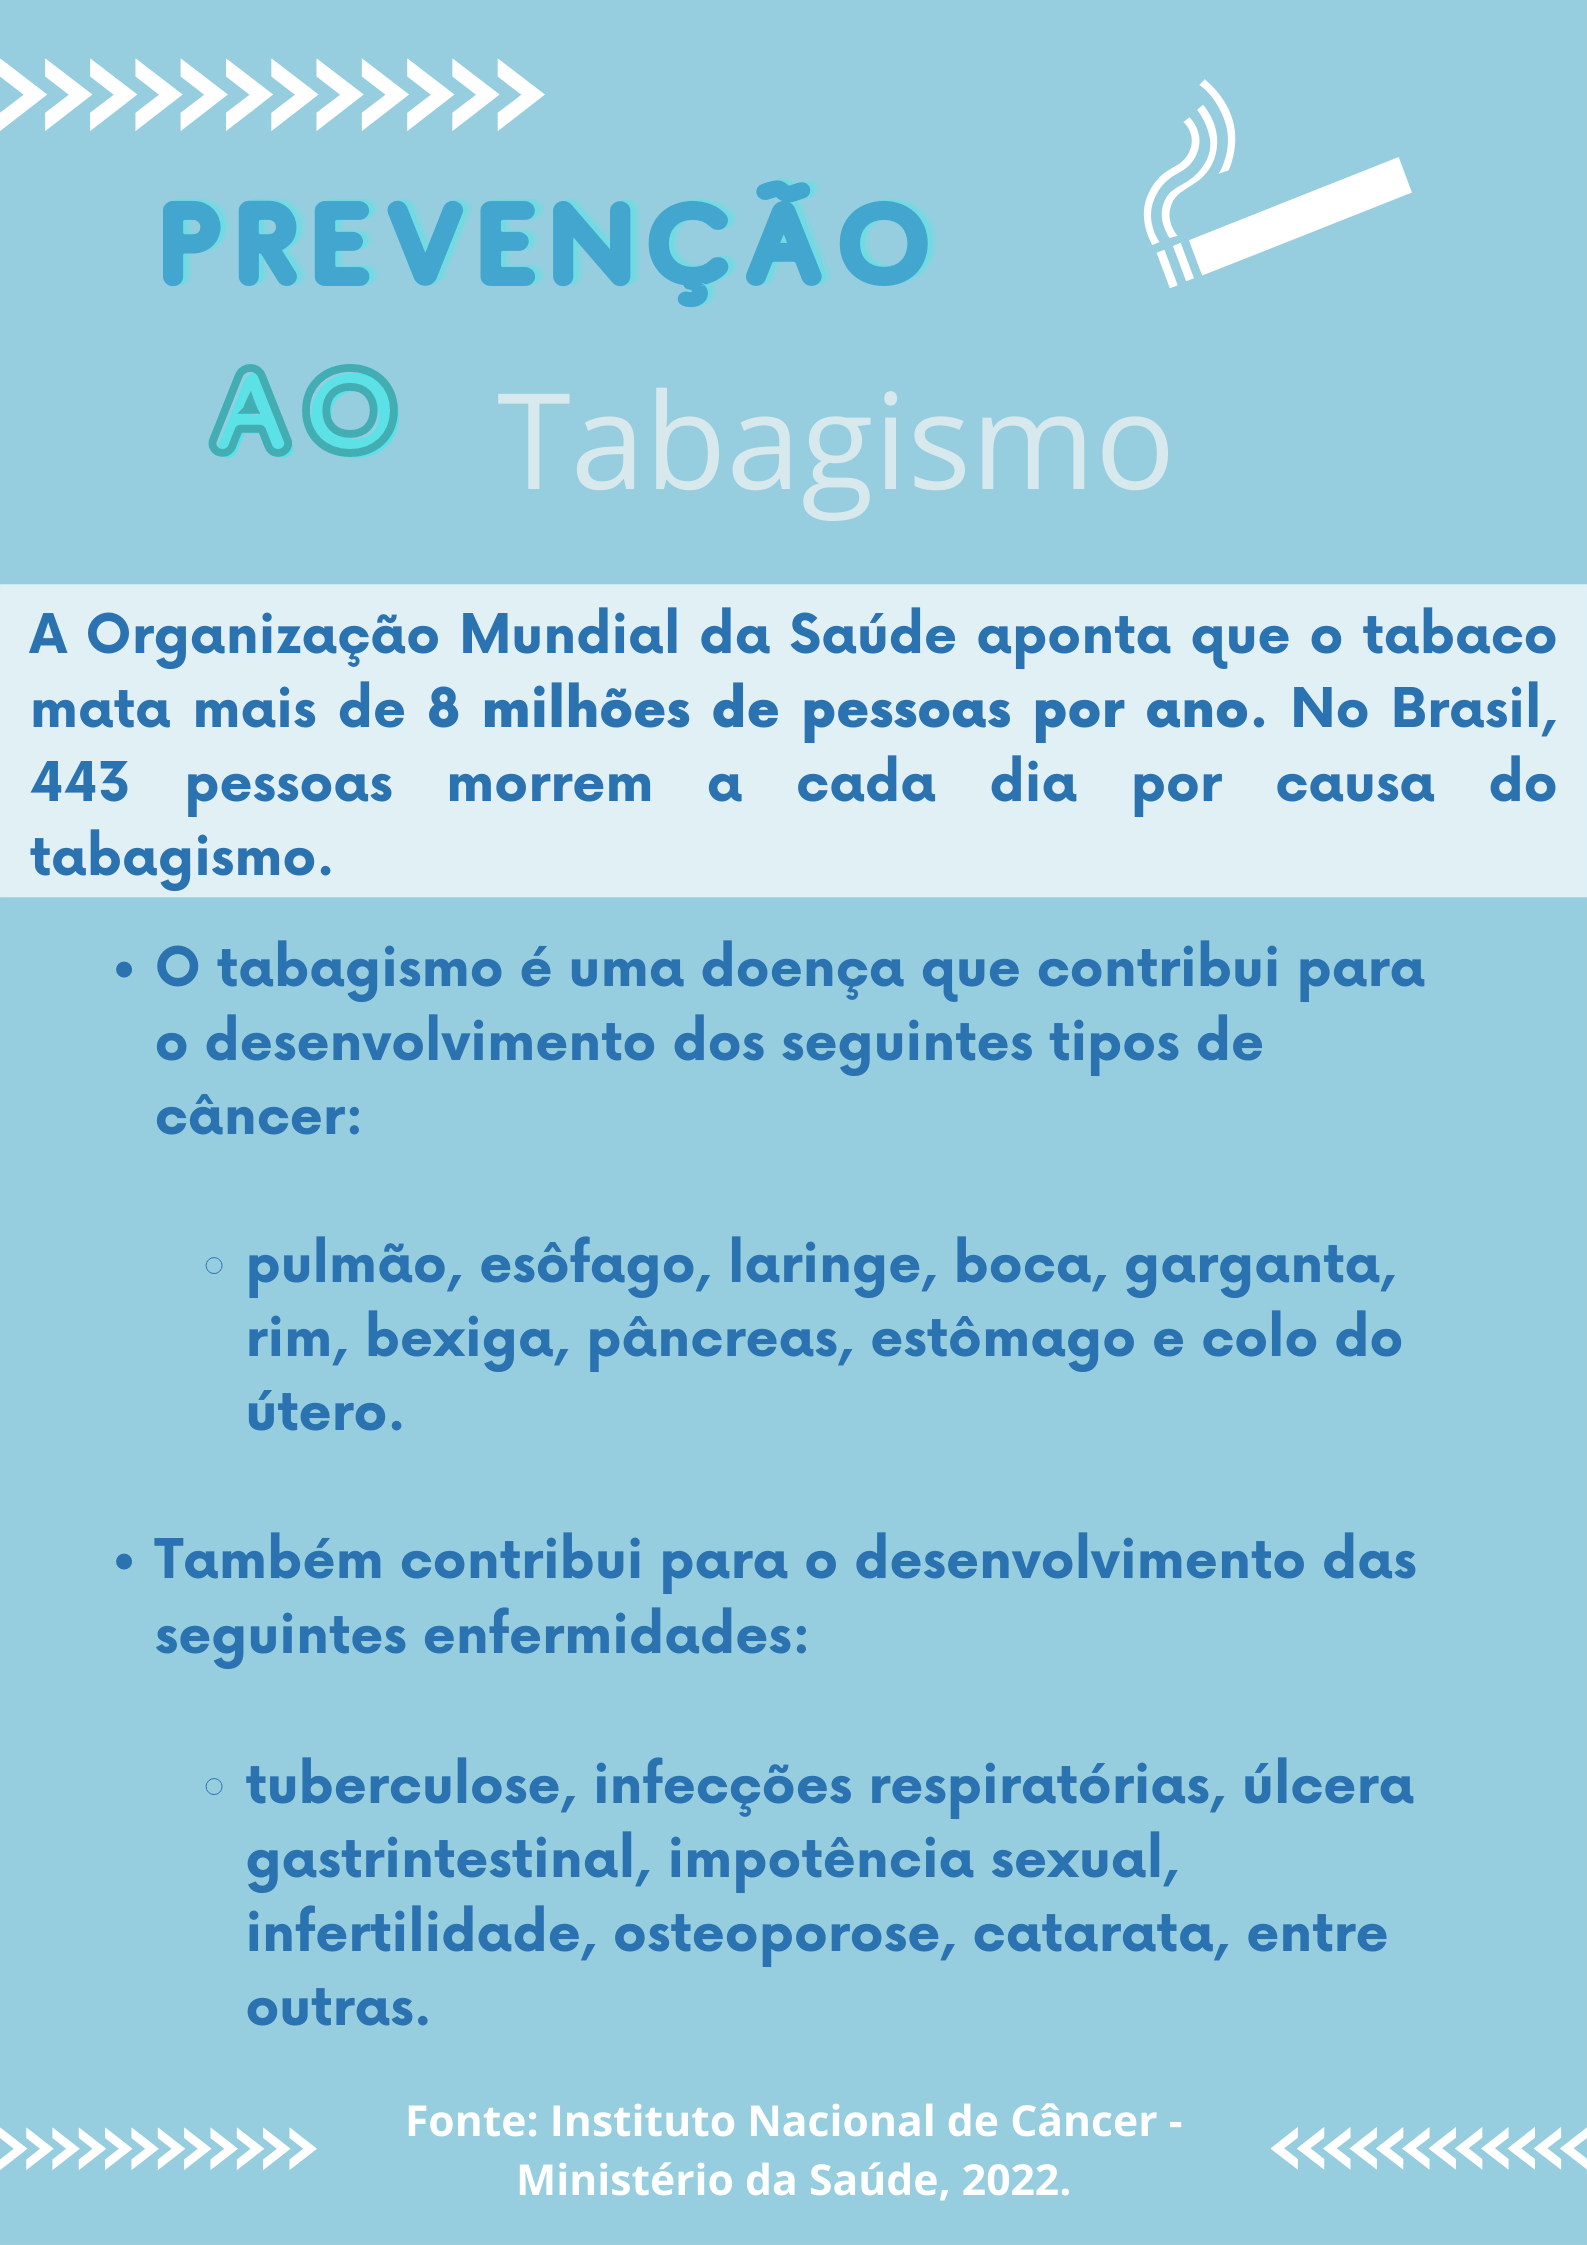 PREVENÇÃO
AO Tabagismo
A Organização Mundial da Saúde aponta que o tabaco
mata mais de 8 milhões de pessoas por ano. No Brasil,
443 pessoas morrem a cada dia por causa do
tabagismo.
• O tabagismo é uma doença que contribui para
o desenvolvimento dos seguintes tipos de
câncer:
○ pulmão, esôfago, laringe, boca, garganta,
rim, bexiga, pâncreas, estômago e colo do
útero.
• Também contribui para o desenvolvimento das
seguintes enfermidades:
○ tuberculose, infecções respiratórias, úlcera
gastrintestinal, impotência sexual,
infertilidade, osteoporose, catarata, entre
outras.
Fonte: Instituto Nacional de Câncer -
Ministério da Saúde, 2022.